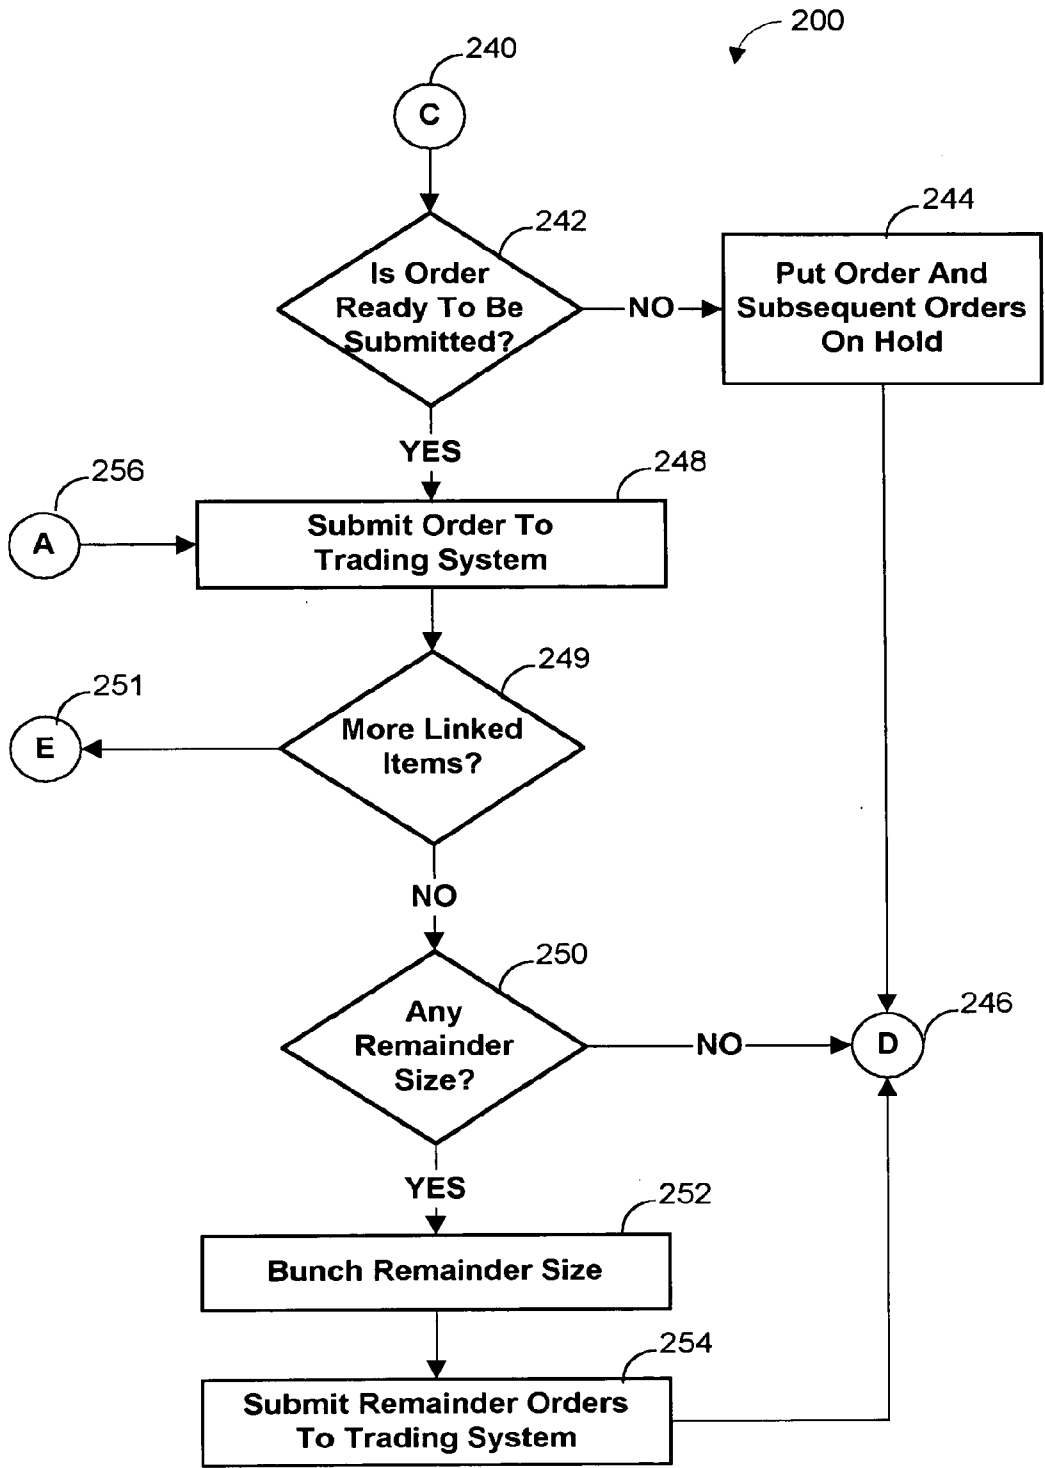 200
240
C
242
Is Order
Ready To Be
Submitted?
NO
244
Put Order And
Subsequent Orders
On Hold
YES
256
A
248
Submit Order To
Trading System
249
More Linked
Items?
251
E
NO
250
Any
Remainder
Size?
NO
246
D
YES
252
Bunch Remainder Size
254
Submit Remainder Orders
To Trading System